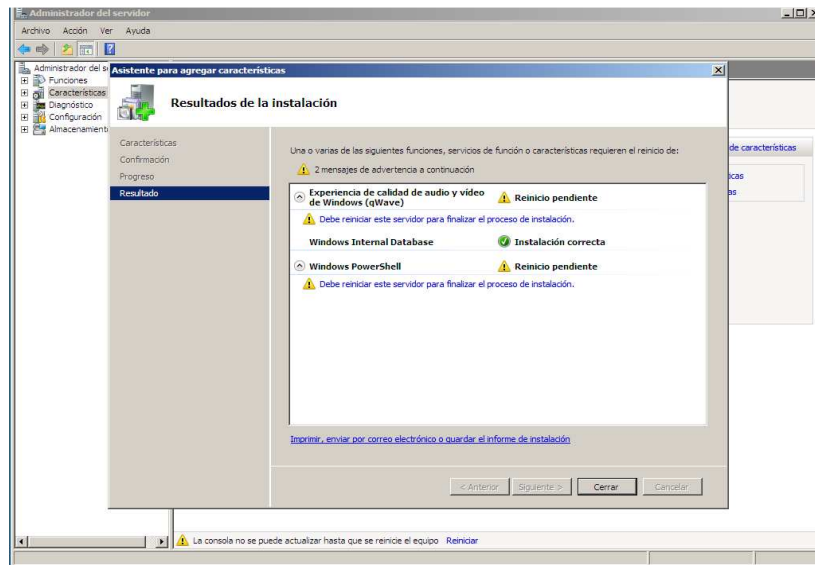 Administrador del servidor
Archivo Acción Ver Ayuda
Administrador del s
Funciones
Características
Diagnóstico
Configuración
Almacenamient
Asistente para agregar características
Resultados de la instalación
Características
Confirmación
Progreso
Resultado
Una o varias de las siguientes funciones, servicios de función o características requieren el reinicio de:
2 mensajes de advertencia a continuación
Experiencia de calidad de audio y vídeo de Windows (qWave) Reinicio pendiente
Debe reiniciar este servidor para finalizar el proceso de instalación.
Windows Internal Database Instalación correcta
Windows PowerShell Reinicio pendiente
Debe reiniciar este servidor para finalizar el proceso de instalación.
Imprimir, enviar por correo electrónico o guardar el informe de instalación
< Anterior Siguiente > Cerrar Cancelar
de características
icas
as
La consola no se puede actualizar hasta que se reinicie el equipo Reiniciar